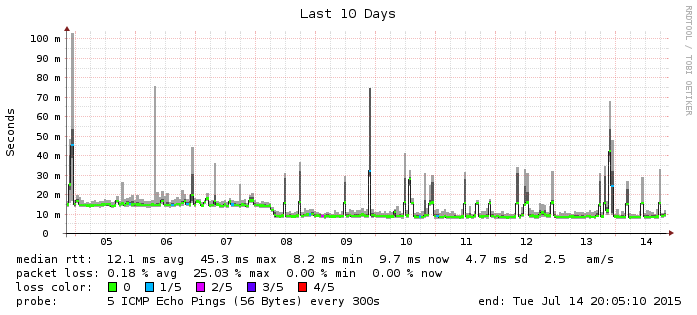 Last 10 Days
RRDTOOL / TOBI OETIKER
Seconds
100 m
90 m
80 m
70 m
60 m
50 m
40 m
30 m
20 m
10 m
0
05 06 07 08 09 10 11 12 13 14
median rtt: 12.1 ms avg 45.3 ms max 8.2 ms min 9.7 ms now 4.7 ms sd 2.5 am/s
packet loss: 0.18 % avg 25.03 % max 0.00 % min 0.00 % now
loss color: 0 1/5 2/5 3/5 4/5
probe: 5 ICMP Echo Pings (56 Bytes) every 300s end: Tue Jul 14 20:05:10 2015